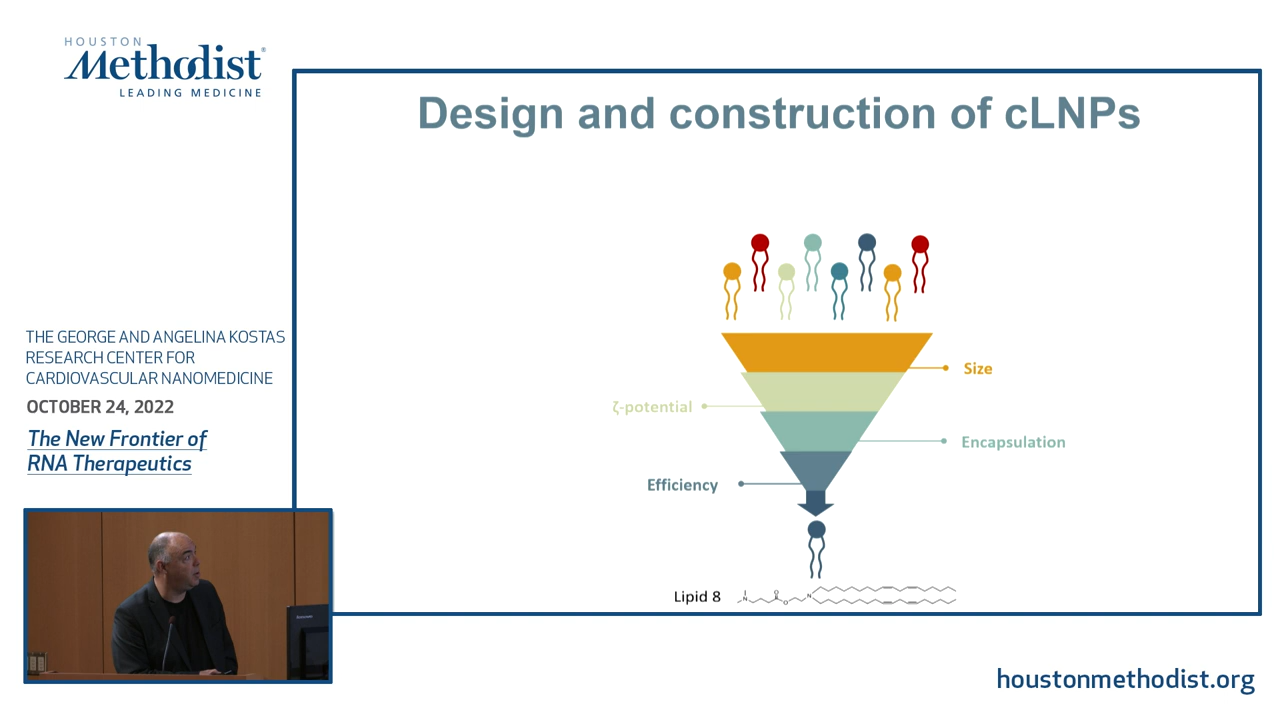 HOUSTON
Methodist®
LEADING MEDICINE
Design and construction of cLNPs
Size
ζ-potential
Encapsulation
Efficiency
Lipid 8
N
O
O
N
THE GEORGE AND ANGELINA KOSTAS
RESEARCH CENTER FOR
CARDIOVASCULAR NANOMEDICINE
OCTOBER 24, 2022
The New Frontier of
RNA Therapeutics
houstonmethodist.org